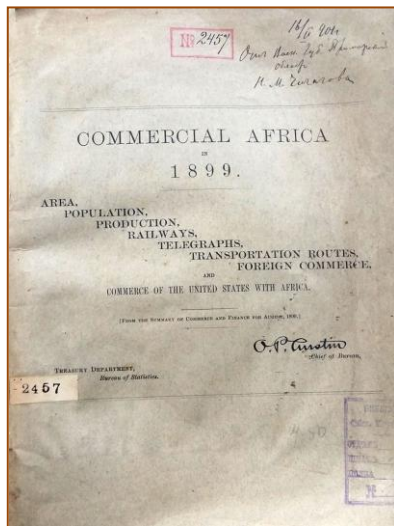 № 2457
COMMERCIAL AFRICA
IN
1899.
AREA,
POPULATION,
PRODUCTION,
RAILWAYS,
TELEGRAPHS,
TRANSPORTATION ROUTES,
FOREIGN COMMERCE,
AND
COMMERCE OF THE UNITED STATES WITH AFRICA.
[FROM THE SUMMARY OF COMMERCE AND FINANCE FOR AUGUST, 1899.]
O. P. Austin
Chief of Bureau.
TREASURY DEPARTMENT,
Bureau of Statistics.
2457
№